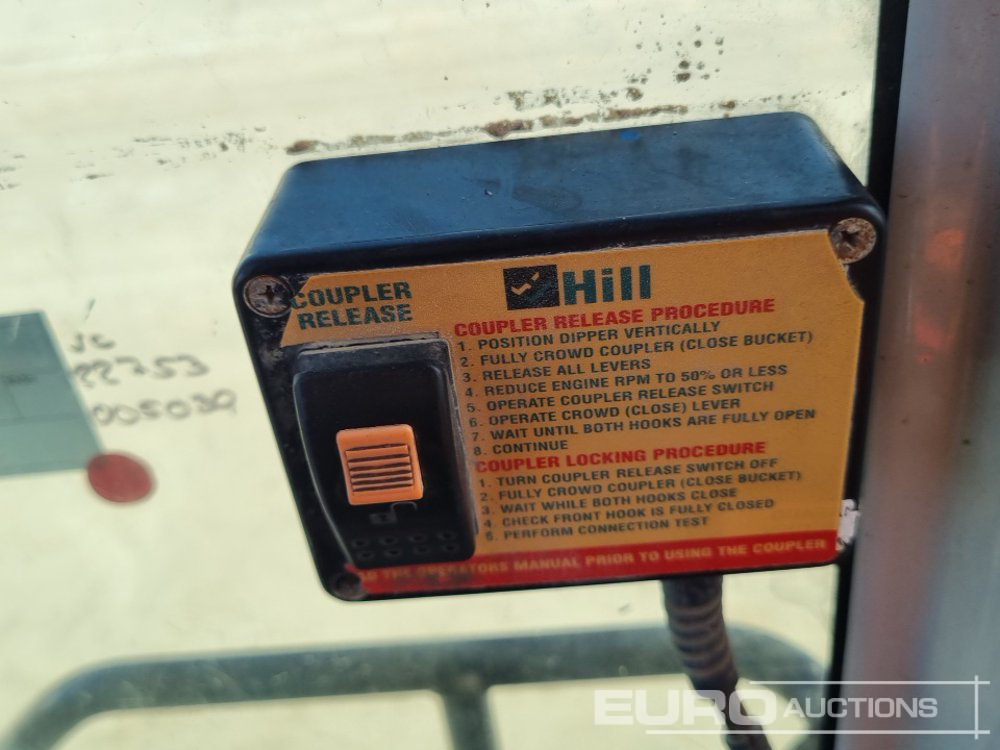 Hill
COUPLER
RELEASE
COUPLER RELEASE PROCEDURE
1. POSITION DIPPER VERTICALLY
2. FULLY CROWD COUPLER (CLOSE BUCKET)
3. RELEASE ALL LEVERS
4. REDUCE ENGINE RPM TO 50% OR LESS
5. OPERATE COUPLER RELEASE SWITCH
6. OPERATE CROWD (CLOSE) LEVER
7. WAIT UNTIL BOTH HOOKS ARE FULLY OPEN
8. CONTINUE
COUPLER LOCKING PROCEDURE
1. TURN COUPLER RELEASE SWITCH OFF
2. FULLY CROWD COUPLER (CLOSE BUCKET)
3. WAIT WHILE BOTH HOOKS CLOSE
4. CHECK FRONT HOOK IS FULLY CLOSED
5. PERFORM CONNECTION TEST
THE OPERATORS MANUAL PRIOR TO USING THE COUPLER
22753
005039
EURO AUCTIONS